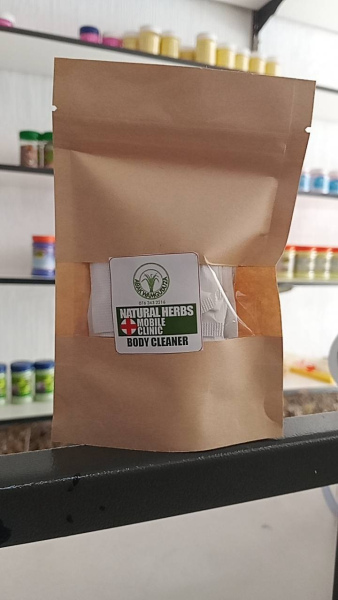 NATURAL HERBS
MOBILE
CLINIC
BODY CLEANER